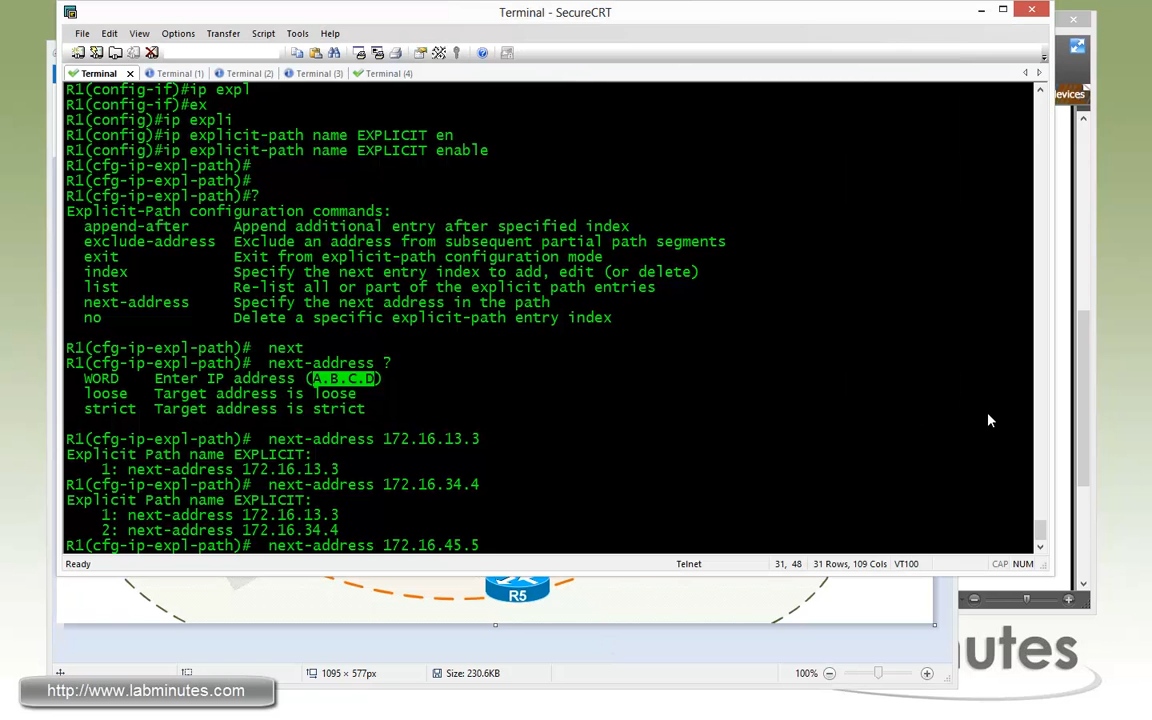 Terminal - SecureCRT
File Edit View Options Transfer Script Tools Help
Terminal Terminal (1) Terminal (2) Terminal (3) Terminal (4)
R1(config-if)#ip expl
R1(config-if)#ex
R1(config)#ip expli
R1(config)#ip explicit-path name EXPLICIT en
R1(config)#ip explicit-path name EXPLICIT enable
R1(cfg-ip-expl-path)#
R1(cfg-ip-expl-path)#
R1(cfg-ip-expl-path)#?
Explicit-Path configuration commands:
append-after Append additional entry after specified index
exclude-address Exclude an address from subsequent partial path segments
exit Exit from explicit-path configuration mode
index Specify the next entry index to add, edit (or delete)
list Re-list all or part of the explicit path entries
next-address Specify the next address in the path
no Delete a specific explicit-path entry index
R1(cfg-ip-expl-path)# next
R1(cfg-ip-expl-path)# next-address ?
WORD Enter IP address (A.B.C.D)
loose Target address is loose
strict Target address is strict
R1(cfg-ip-expl-path)# next-address 172.16.13.3
Explicit Path name EXPLICIT:
1: next-address 172.16.13.3
R1(cfg-ip-expl-path)# next-address 172.16.34.4
Explicit Path name EXPLICIT:
1: next-address 172.16.13.3
2: next-address 172.16.34.4
R1(cfg-ip-expl-path)# next-address 172.16.45.5
Ready Telnet 31, 48 31 Rows, 109 Cols VT100 CAP NUM
evices
R5
1095 × 577px Size: 230.6KB 100%
nutes
http://www.labminutes.com